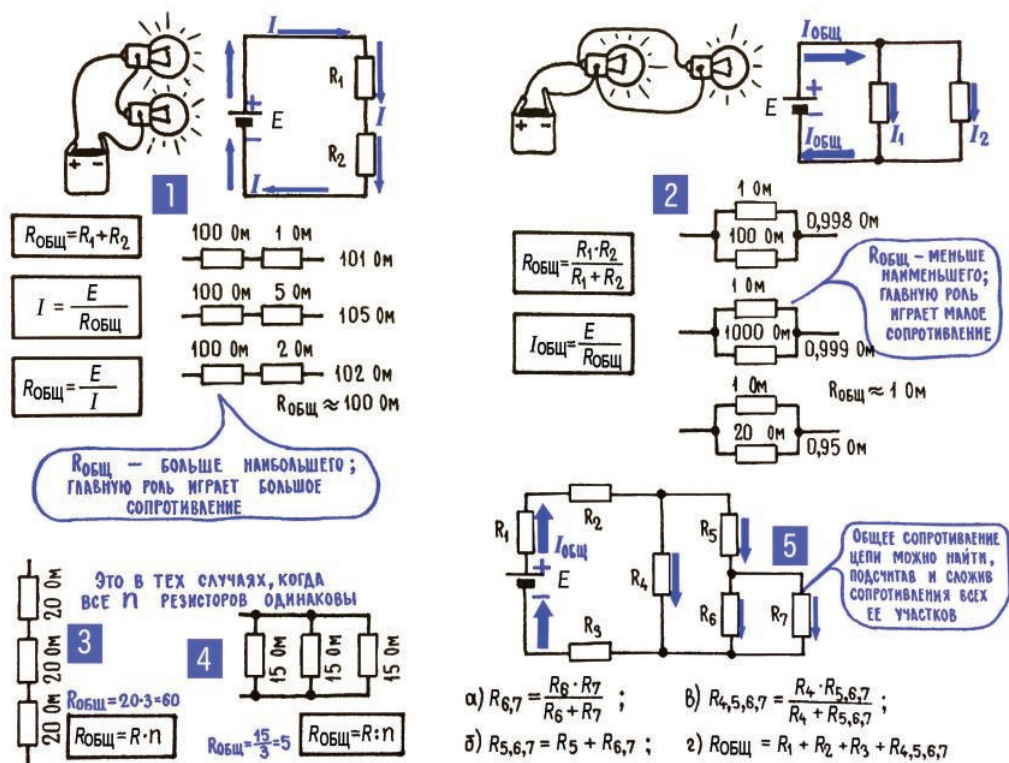 I
R₁
I
+
E
−
R₂
I
+ −
1
Rобщ=R₁+R₂
I = E / Rобщ
Rобщ= E / I
100 Ом 1 Ом
101 Ом
100 Ом 5 Ом
105 Ом
100 Ом 2 Ом
102 Ом
Rобщ ≈ 100 Ом
Rобщ — БОЛЬШЕ НАИБОЛЬШЕГО;
ГЛАВНУЮ РОЛЬ ИГРАЕТ БОЛЬШОЕ
СОПРОТИВЛЕНИЕ
Iобщ
+
E
−
Iобщ
I₁
I₂
+ −
2
Rобщ= R₁·R₂ / R₁+R₂
Iобщ= E / Rобщ
1 Ом
100 Ом
0,998 Ом
1 Ом
1000 Ом
0,999 Ом
Rобщ ≈ 1 Ом
1 Ом
20 Ом
0,95 Ом
Rобщ — МЕНЬШЕ
НАИМЕНЬШЕГО;
ГЛАВНУЮ РОЛЬ
ИГРАЕТ МАЛОЕ
СОПРОТИВЛЕНИЕ
ЭТО В ТЕХ СЛУЧАЯХ, КОГДА
ВСЕ n РЕЗИСТОРОВ ОДИНАКОВЫ
20 Ом
20 Ом
20 Ом
3
Rобщ=20·3=60
Rобщ=R·n
4
15 Ом
15 Ом
15 Ом
Rобщ= 15/3 =5
Rобщ=R:n
R₁
R₂
Iобщ
+
E
−
R₃
R₄
R₅
R₆
R₇
5
ОБЩЕЕ СОПРОТИВЛЕНИЕ
ЦЕПИ МОЖНО НАЙТИ,
ПОДСЧИТАВ И СЛОЖИВ
СОПРОТИВЛЕНИЯ ВСЕХ
ЕЕ УЧАСТКОВ
а) R₆,₇ = R₆·R₇ / R₆+R₇ ;
б) R₅,₆,₇ = R₅ + R₆,₇ ;
в) R₄,₅,₆,₇ = R₄·R₅,₆,₇ / R₄+R₅,₆,₇ ;
г) Rобщ = R₁ + R₂ + R₃ + R₄,₅,₆,₇